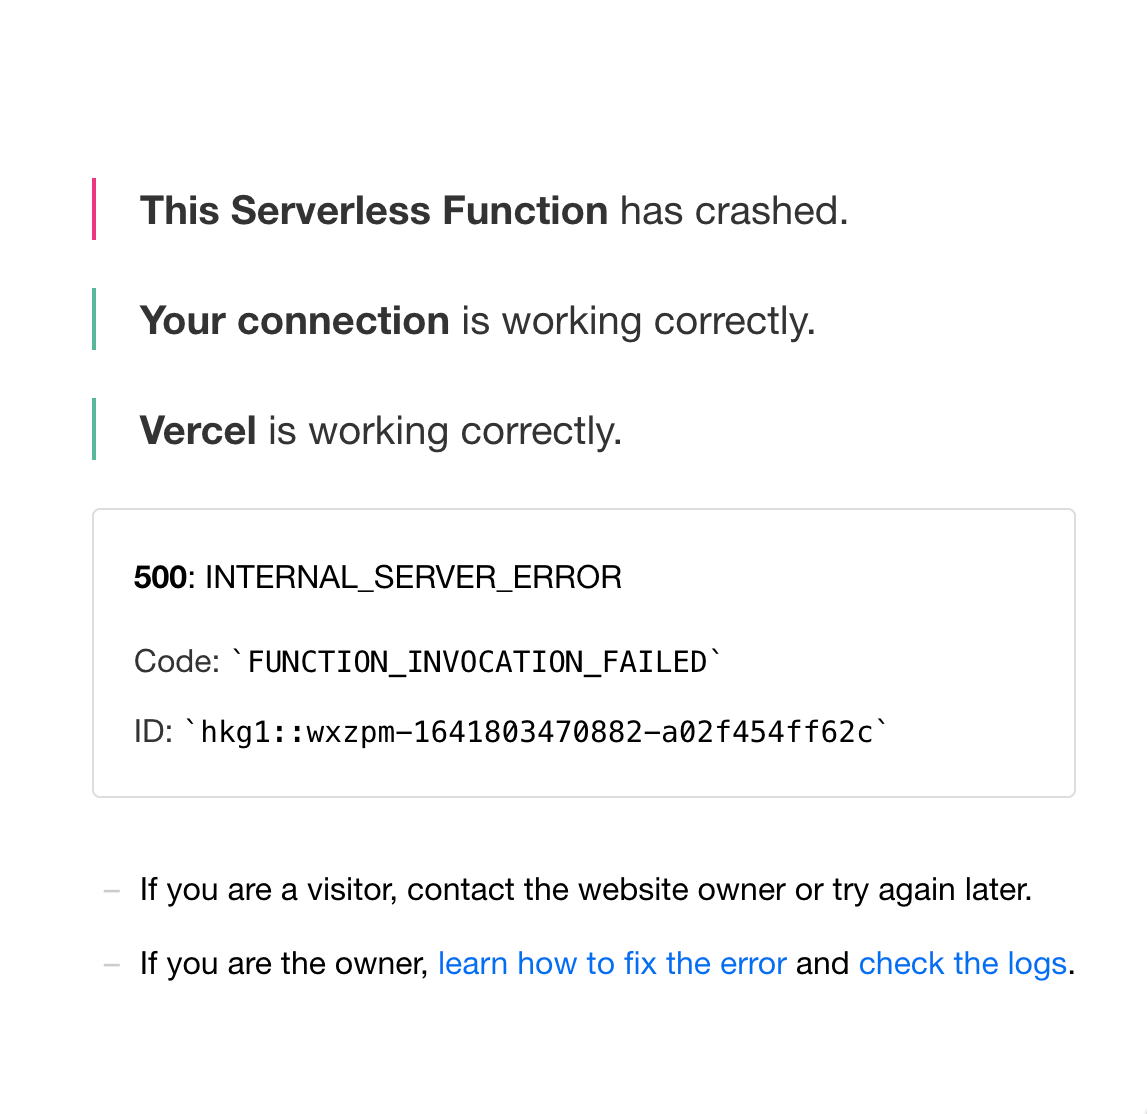 This Serverless Function has crashed.
Your connection is working correctly.
Vercel is working correctly.
500: INTERNAL_SERVER_ERROR
Code: `FUNCTION_INVOCATION_FAILED`
ID: `hkg1::wxzpm-1641803470882-a02f454ff62c`
– If you are a visitor, contact the website owner or try again later.
– If you are the owner, learn how to fix the error and check the logs.